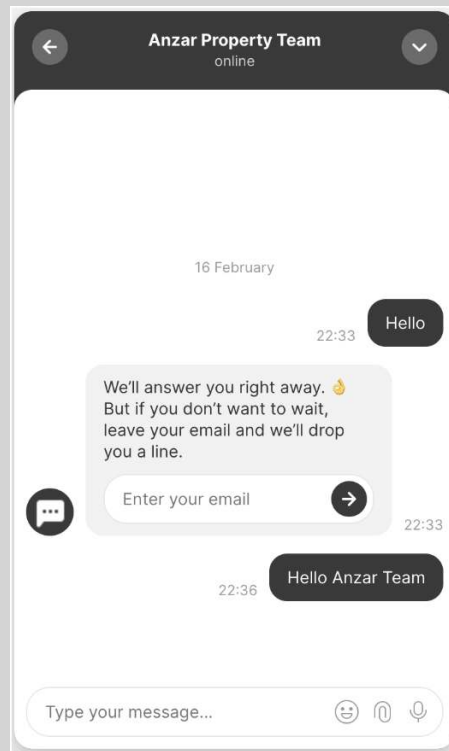 Anzar Property Team
online
16 February
Hello
22:33
We’ll answer you right away. 👌
But if you don’t want to wait,
leave your email and we’ll drop
you a line.
Enter your email
22:33
Hello Anzar Team
22:36
Type your message...